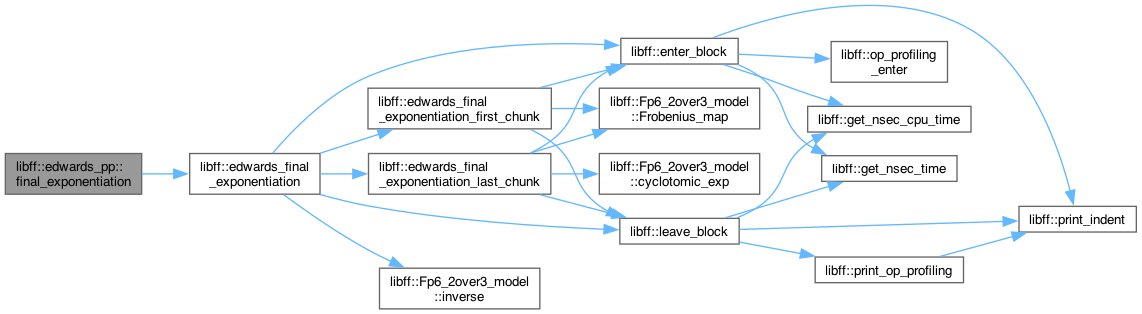 libff::edwards_pp::
final_exponentiation
libff::edwards_final
_exponentiation
libff::edwards_final
_exponentiation_first_chunk
libff::edwards_final
_exponentiation_last_chunk
libff::Fp6_2over3_model
::inverse
libff::enter_block
libff::Fp6_2over3_model
::Frobenius_map
libff::Fp6_2over3_model
::cyclotomic_exp
libff::leave_block
libff::op_profiling
_enter
libff::get_nsec_cpu_time
libff::get_nsec_time
libff::print_op_profiling
libff::print_indent